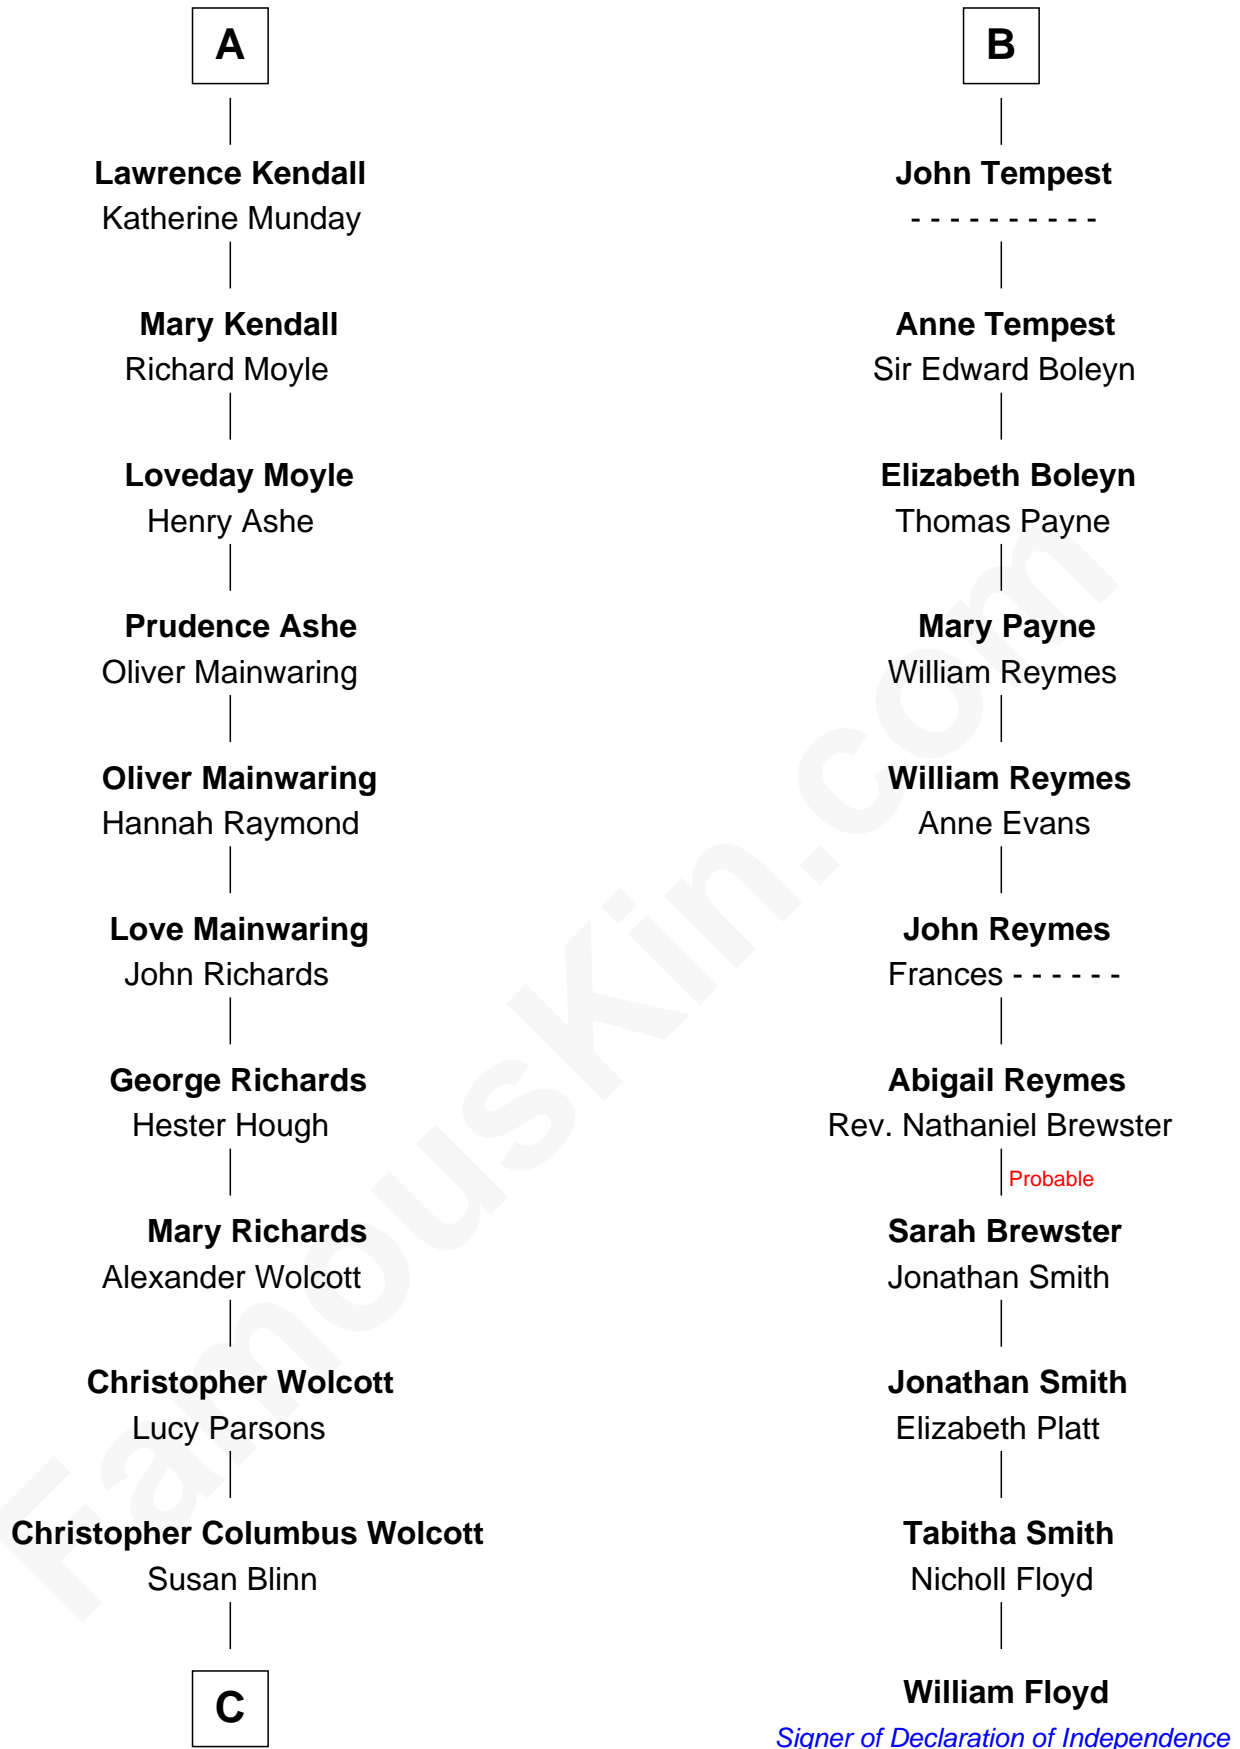 A
Lawrence Kendall
Katherine Munday
Mary Kendall
Richard Moyle
Loveday Moyle
Henry Ashe
Prudence Ashe
Oliver Mainwaring
Oliver Mainwaring
Hannah Raymond
Love Mainwaring
John Richards
George Richards
Hester Hough
Mary Richards
Alexander Wolcott
Christopher Wolcott
Lucy Parsons
Christopher Columbus Wolcott
Susan Blinn
C
B
John Tempest
- - - - - - - - - -
Anne Tempest
Sir Edward Boleyn
Elizabeth Boleyn
Thomas Payne
Mary Payne
William Reymes
William Reymes
Anne Evans
John Reymes
Frances - - - - - -
Abigail Reymes
Rev. Nathaniel Brewster
Probable
Sarah Brewster
Jonathan Smith
Jonathan Smith
Elizabeth Platt
Tabitha Smith
Nicholl Floyd
William Floyd
Signer of Declaration of Independence
FamousKin.com